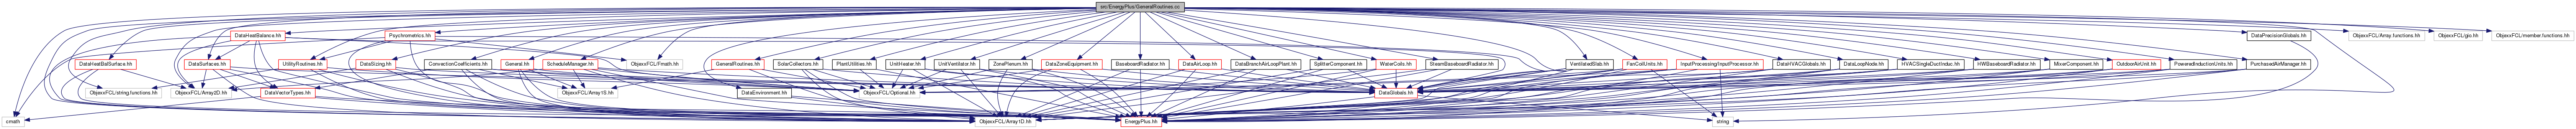 src/EnergyPlus/GeneralRoutines.cc
DataHeatBalance.hh
Psychrometrics.hh
DataPrecisionGlobals.hh
ObjexxFCL/Array.functions.hh
ObjexxFCL/gio.hh
ObjexxFCL/member.functions.hh
DataHeatBalSurface.hh
DataSurfaces.hh
UtilityRoutines.hh
DataSizing.hh
ConvectionCoefficients.hh
General.hh
ScheduleManager.hh
ObjexxFCL/Fmath.hh
GeneralRoutines.hh
SolarCollectors.hh
PlantUtilities.hh
UnitHeater.hh
UnitVentilator.hh
ZonePlenum.hh
DataZoneEquipment.hh
BaseboardRadiator.hh
DataAirLoop.hh
DataBranchAirLoopPlant.hh
SplitterComponent.hh
WaterCoils.hh
SteamBaseboardRadiator.hh
VentilatedSlab.hh
FanCoilUnits.hh
InputProcessing/InputProcessor.hh
DataHVACGlobals.hh
DataLoopNode.hh
HVACSingleDuctInduc.hh
HWBaseboardRadiator.hh
MixerComponent.hh
OutdoorAirUnit.hh
PoweredInductionUnits.hh
PurchasedAirManager.hh
ObjexxFCL/string.functions.hh
ObjexxFCL/Array2D.hh
DataVectorTypes.hh
ObjexxFCL/Array1S.hh
DataEnvironment.hh
ObjexxFCL/Optional.hh
DataGlobals.hh
cmath
ObjexxFCL/Array1D.hh
EnergyPlus.hh
string